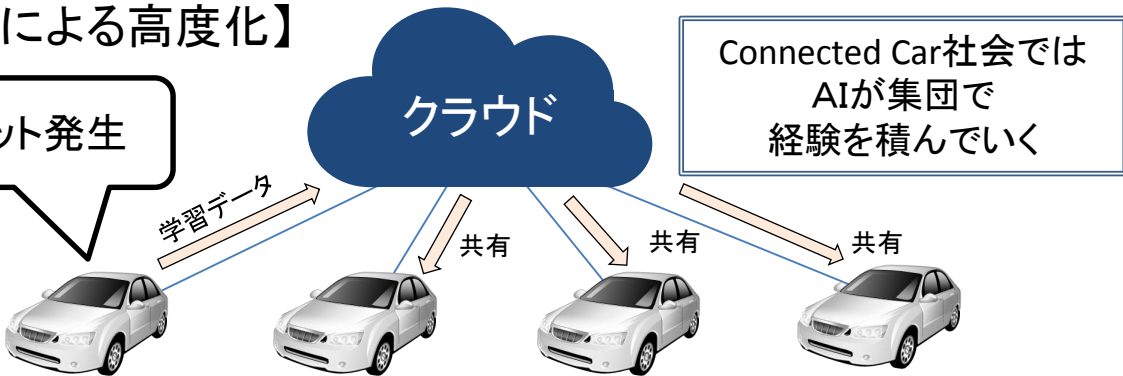 による高度化】
Connected Car社会では
AIが集団で
経験を積んでいく
クラウド
ット発生
学習データ
共有
共有
共有